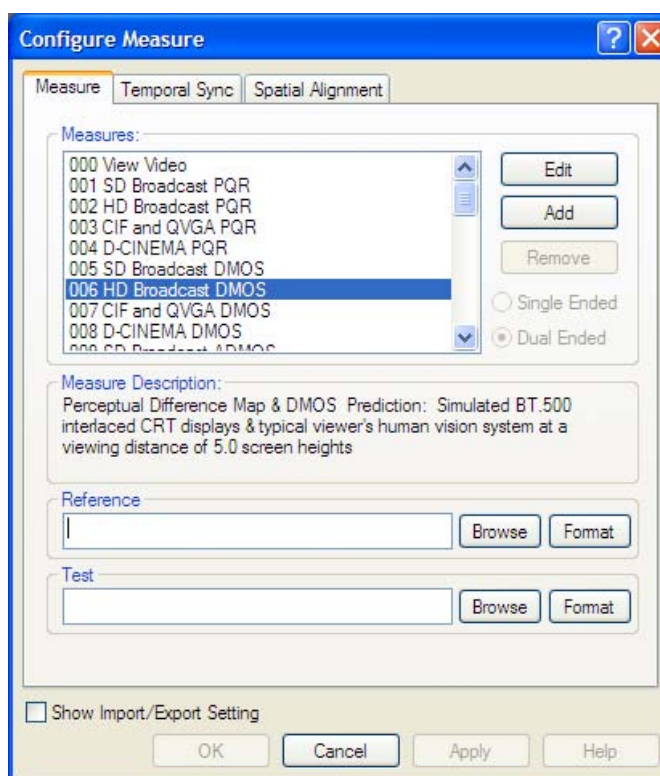 Configure Measure
Measure Temporal Sync Spatial Alignment
Measures:
000 View Video
001 SD Broadcast PQR
002 HD Broadcast PQR
003 CIF and QVGA PQR
004 D-CINEMA PQR
005 SD Broadcast DMOS
006 HD Broadcast DMOS
007 CIF and QVGA DMOS
008 D-CINEMA DMOS
009 SD Broadcast ADMOS
Edit
Add
Remove
Single Ended
Dual Ended
Measure Description:
Perceptual Difference Map & DMOS Prediction: Simulated BT.500
interlaced CRT displays & typical viewer's human vision system at a
viewing distance of 5.0 screen heights
Reference
Browse Format
Test
Browse Format
Show Import/Export Setting
OK Cancel Apply Help